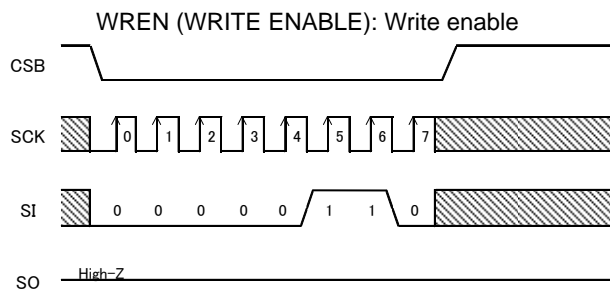 WREN (WRITE ENABLE): Write enable
CSB
SCK 0 1 2 3 4 5 6 7
SI 0 0 0 0 0 1 1 0
SO High-Z